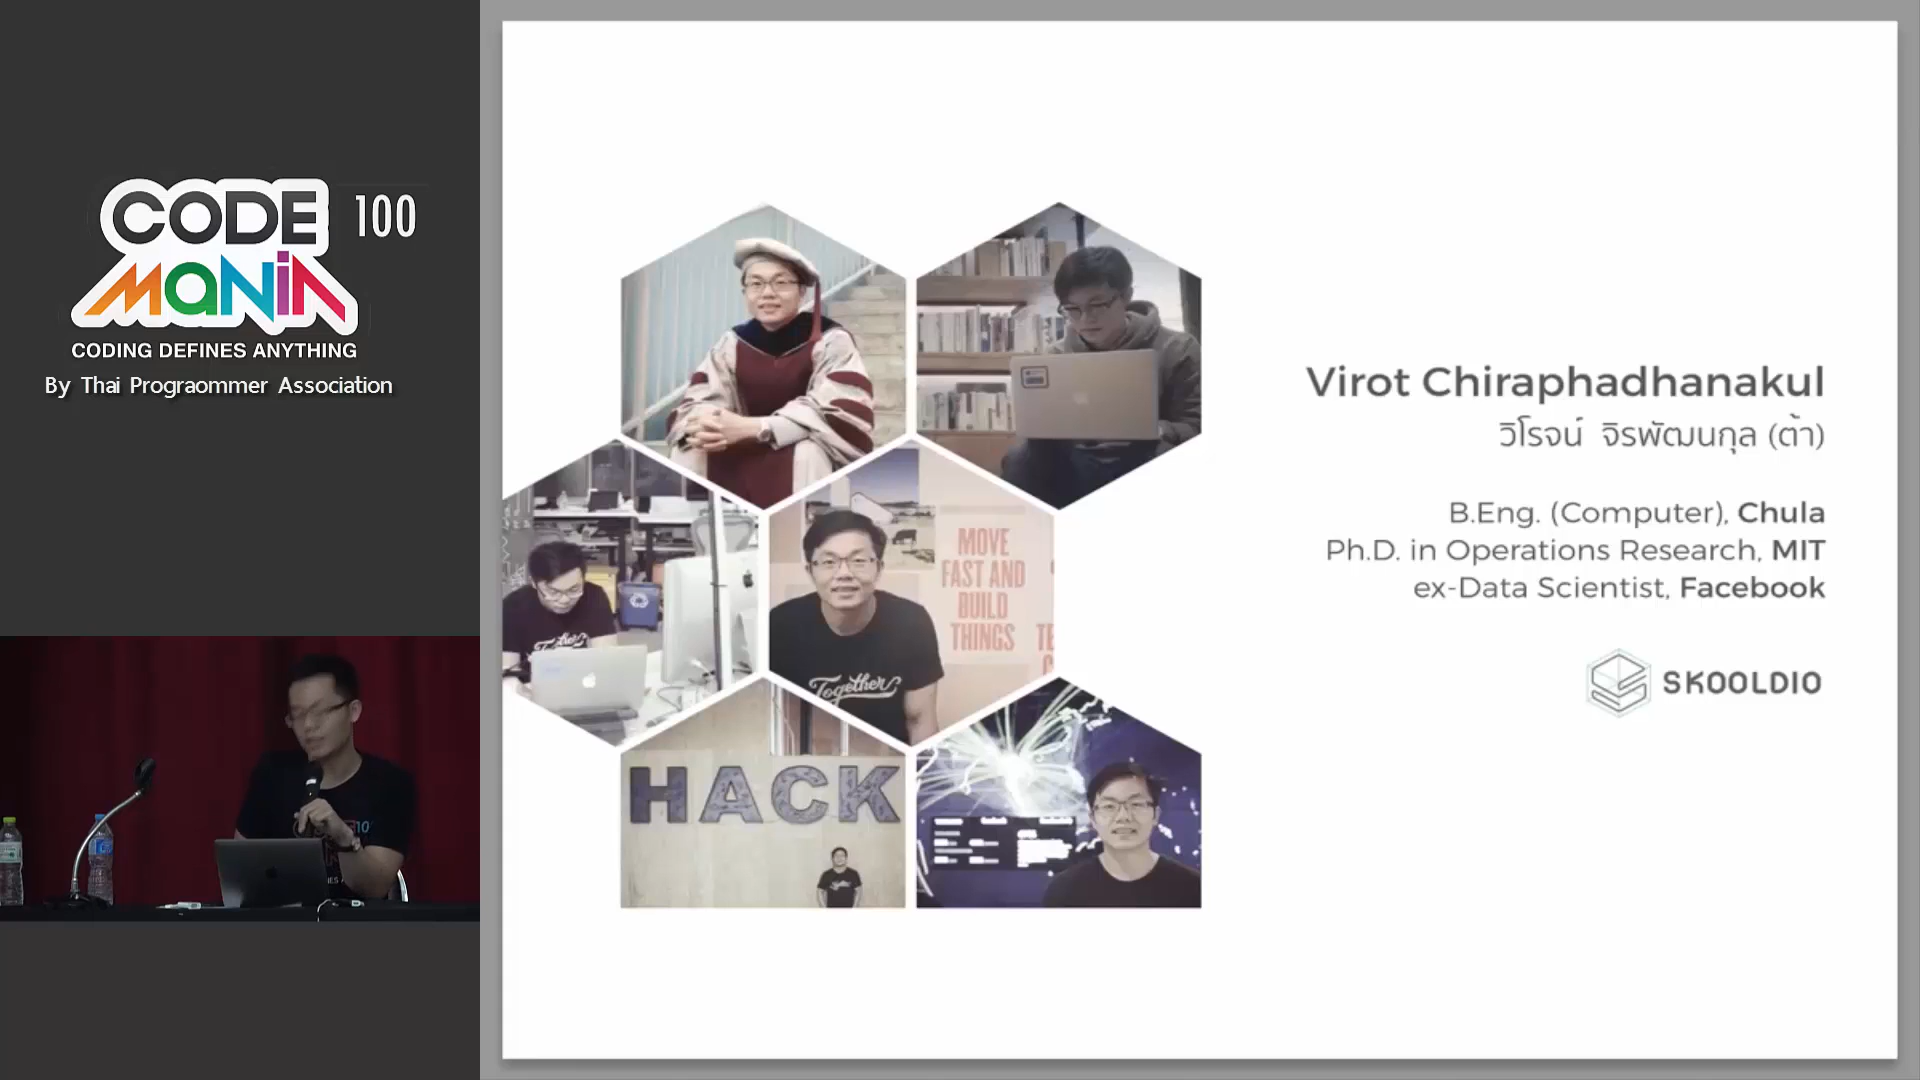 CODE
MANIA
100
CODING DEFINES ANYTHING
By Thai Prograommer Association
Virot Chiraphadhanakul
วิโรจน์ จิรพัฒนกุล (ต้า)
B.Eng. (Computer), Chula
Ph.D. in Operations Research, MIT
ex-Data Scientist, Facebook
SKOOLDIO
MOVE
FAST AND
BUILD
THINGS
Together
Together
HACK